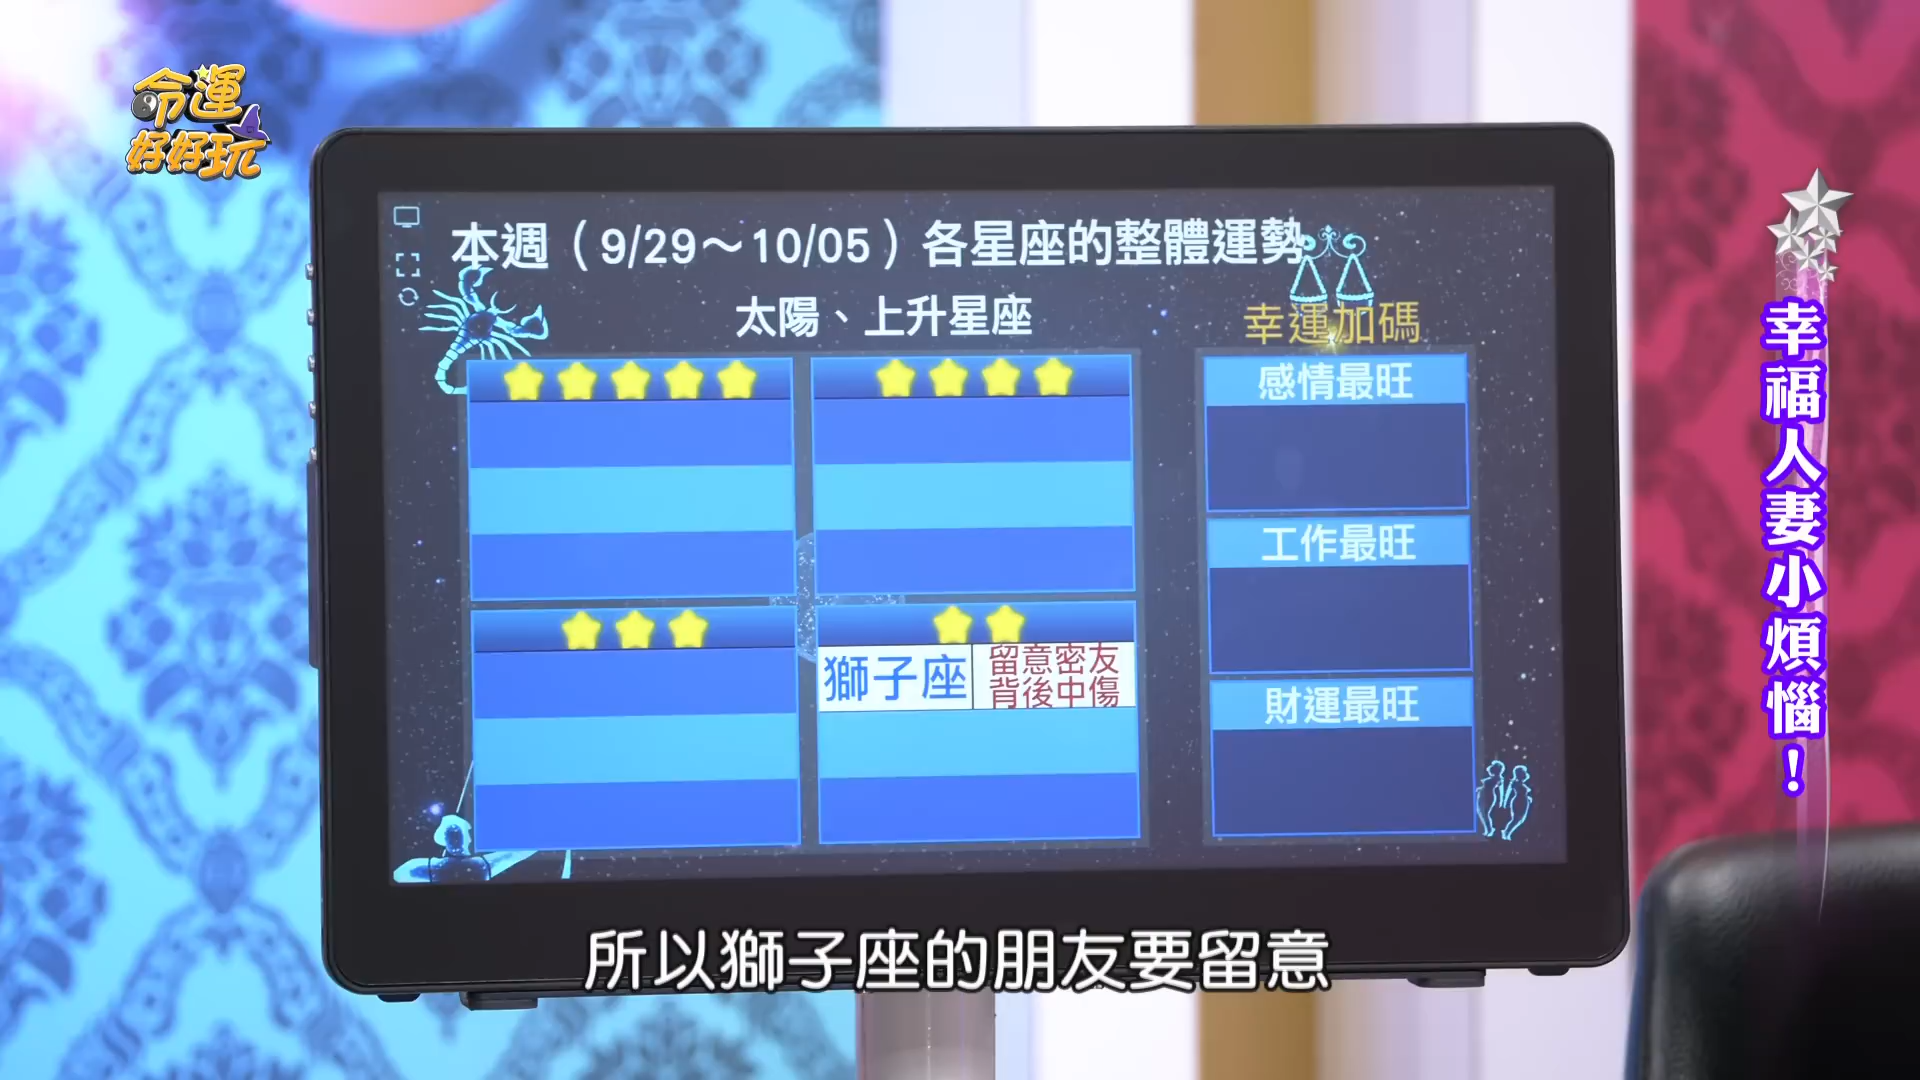 命運
好好玩
本週（9/29～10/05）各星座的整體運勢
太陽、上升星座
幸運加碼
感情最旺
工作最旺
財運最旺
獅子座
留意密友
背後中傷
幸福人妻小煩惱！
所以獅子座的朋友要留意